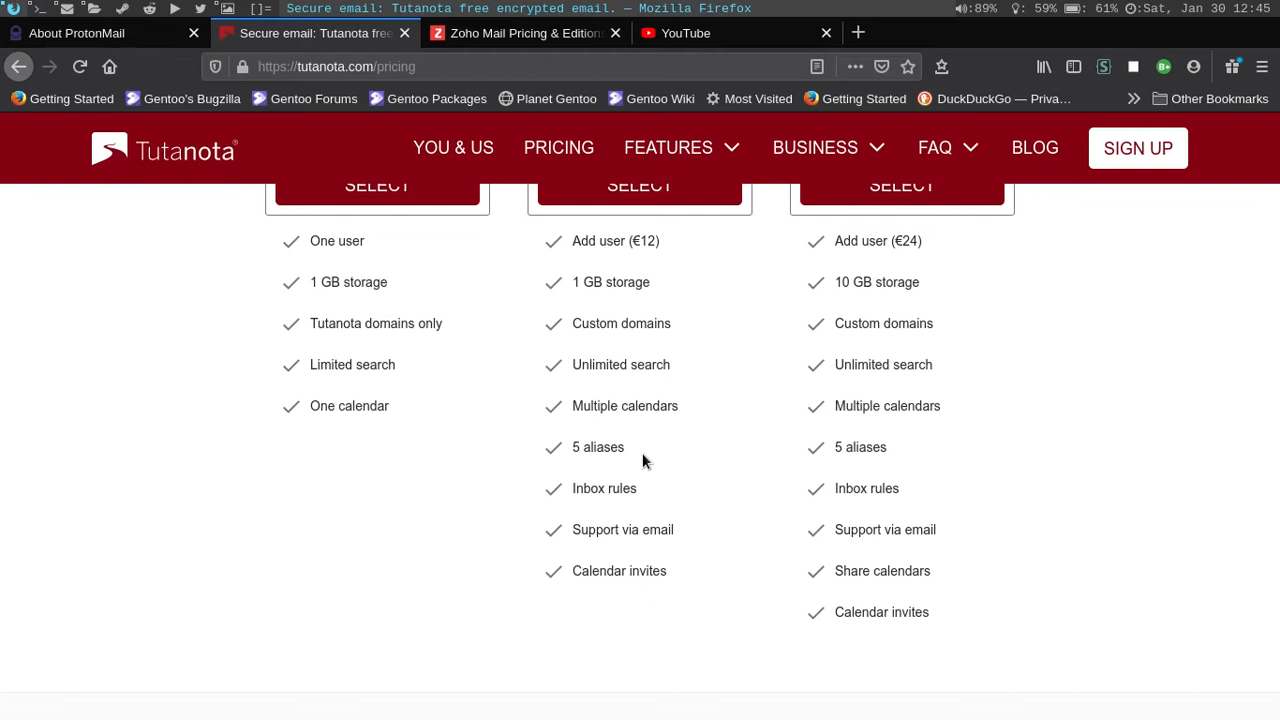 []= Secure email: Tutanota free encrypted email. — Mozilla Firefox 89% 59% 61% Sat, Jan 30 12:45
About ProtonMail Secure email: Tutanota free Zoho Mail Pricing & Edition YouTube
https://tutanota.com/pricing
Getting Started Gentoo's Bugzilla Gentoo Forums Gentoo Packages Planet Gentoo Gentoo Wiki Most Visited Getting Started DuckDuckGo — Priva… Other Bookmarks
Tutanota YOU & US PRICING FEATURES BUSINESS FAQ BLOG SIGN UP
SELECT SELECT SELECT
One user Add user (€12) Add user (€24)
1 GB storage 1 GB storage 10 GB storage
Tutanota domains only Custom domains Custom domains
Limited search Unlimited search Unlimited search
One calendar Multiple calendars Multiple calendars
5 aliases 5 aliases
Inbox rules Inbox rules
Support via email Support via email
Calendar invites Share calendars
Calendar invites